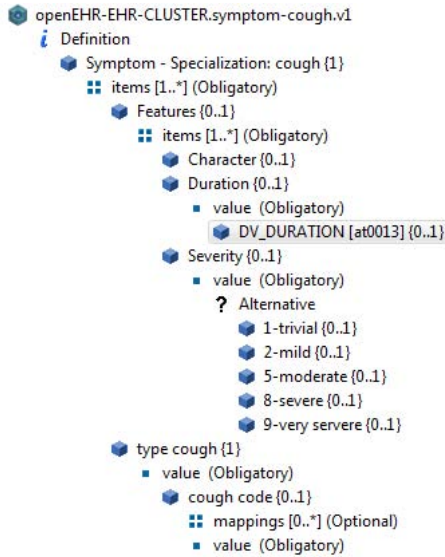 openEHR-EHR-CLUSTER.symptom-cough.v1
i Definition
Symptom - Specialization: cough {1}
items [1..*] (Obligatory)
Features {0..1}
items [1..*] (Obligatory)
Character {0..1}
Duration {0..1}
value (Obligatory)
DV_DURATION [at0013] {0..1}
Severity {0..1}
value (Obligatory)
? Alternative
1-trivial {0..1}
2-mild {0..1}
5-moderate {0..1}
8-severe {0..1}
9-very servere {0..1}
type cough {1}
value (Obligatory)
cough code {0..1}
mappings [0..*] (Optional)
value (Obligatory)